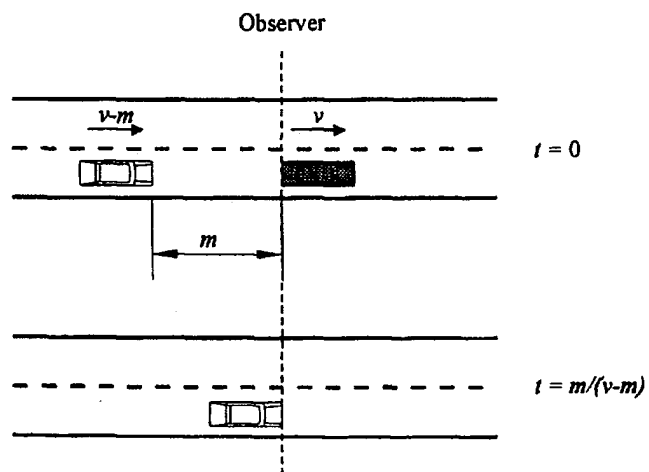 Observer
v-m
v
t = 0
m
t = m/(v-m)